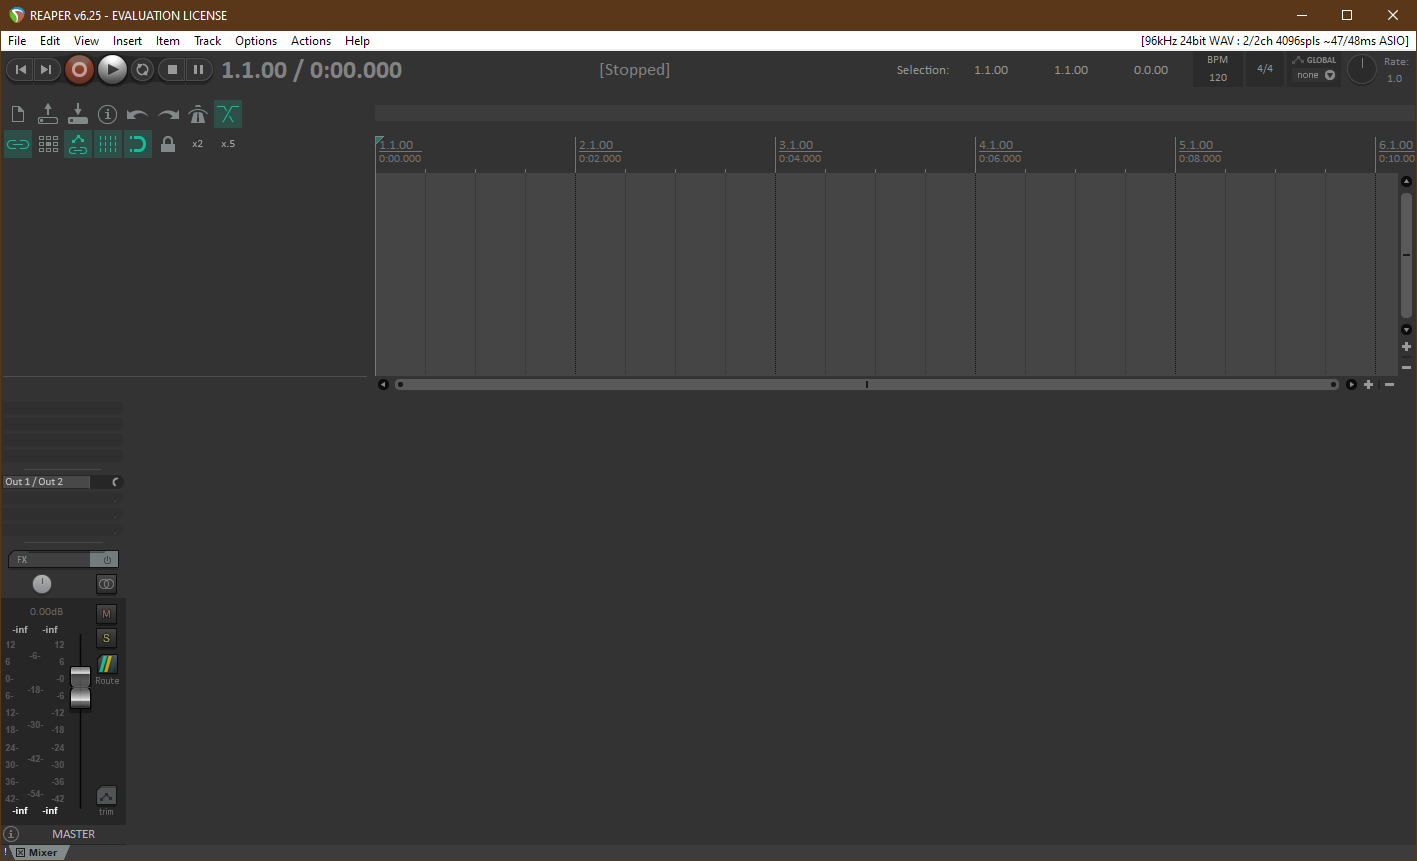 REAPER v6.25 - EVALUATION LICENSE
File Edit View Insert Item Track Options Actions Help [96kHz 24bit WAV : 2/2ch 4096spls ~47/48ms ASIO]
1.1.00 / 0:00.000 [Stopped] Selection: 1.1.00 1.1.00 0.0.00
BPM
120
4/4
GLOBAL
none
Rate:
1.0
x2 x.5
1.1.00 2.1.00 3.1.00 4.1.00 5.1.00 6.1.00
0:00.000 0:02.000 0:04.000 0:06.000 0:08.000 0:10.00
Out 1 / Out 2
FX
0.00dB M
-inf -inf
S
12 12
-6-
6 6
Route
0- -0
-18-
6- -6
12- -12
-30-
18- -18
24- -24
-42-
30- -30
36- -36
-54-
42- -42
-inf -inf trim
MASTER
! Mixer